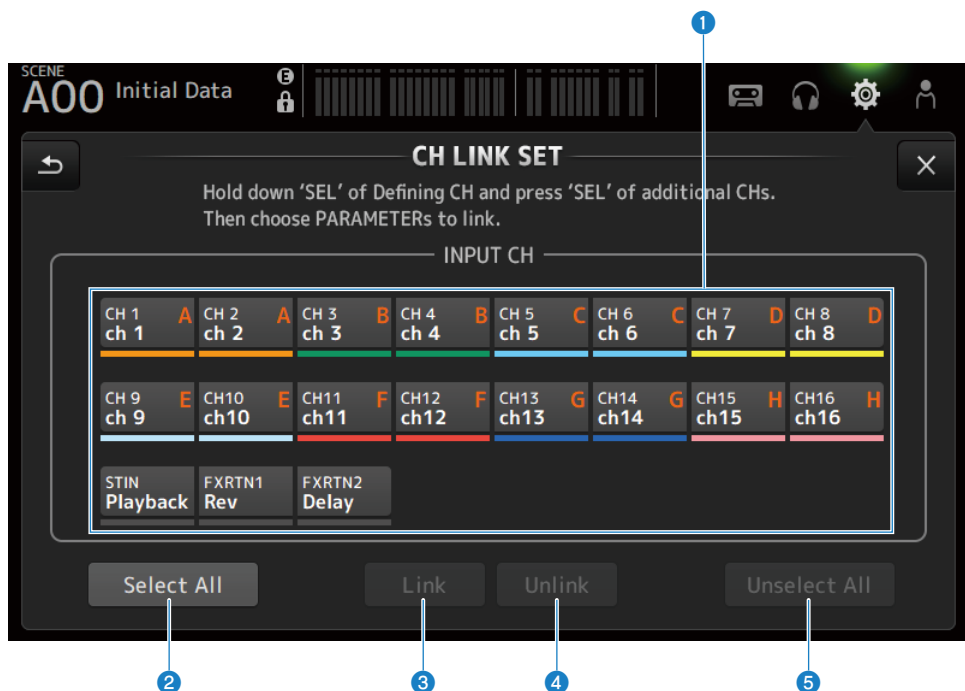 1
SCENE
A00 Initial Data E
CH LINK SET
Hold down 'SEL' of Defining CH and press 'SEL' of additional CHs.
Then choose PARAMETERs to link.
INPUT CH
CH 1 A CH 2 A CH 3 B CH 4 B CH 5 C CH 6 C CH 7 D CH 8 D
ch 1 ch 2 ch 3 ch 4 ch 5 ch 6 ch 7 ch 8
CH 9 E CH10 E CH11 F CH12 F CH13 G CH14 G CH15 H CH16 H
ch 9 ch10 ch11 ch12 ch13 ch14 ch15 ch16
STIN FXRTN1 FXRTN2
Playback Rev Delay
Select All Link Unlink Unselect All
2 3 4 5